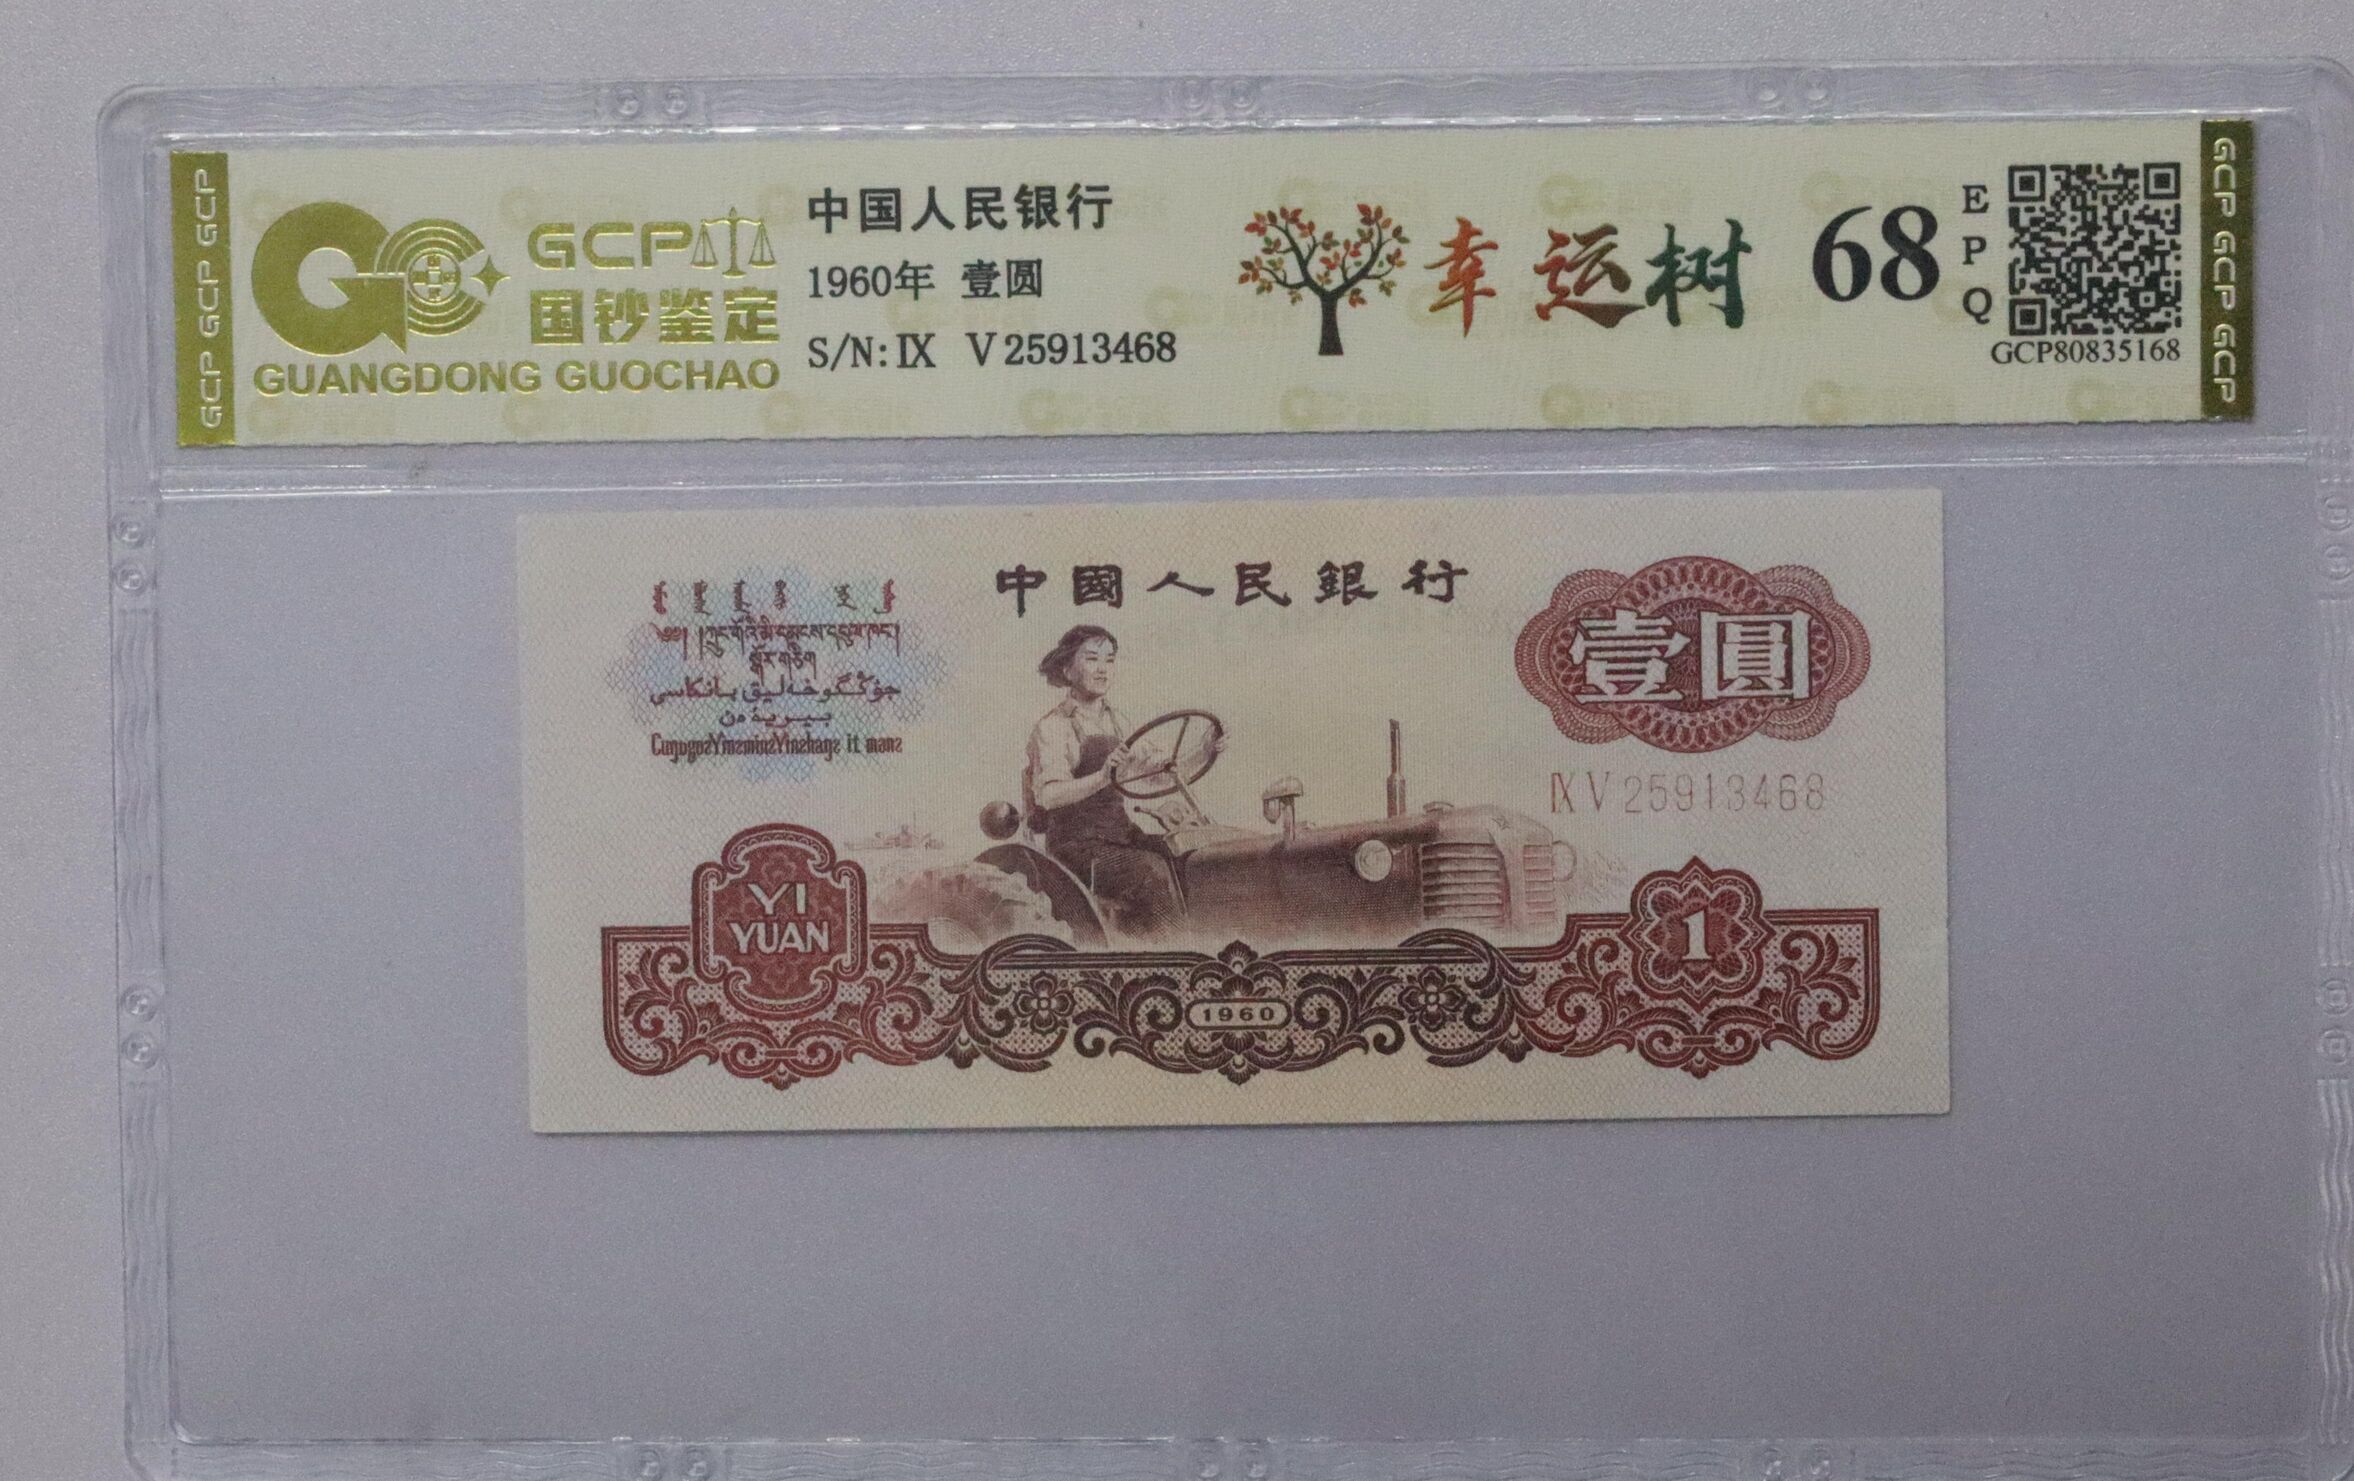 GCP GCP GCP
GCP
国钞鉴定
GUANGDONG GUOCHAO
中国人民银行
1960年 壹圆
S/N: IX V 25913468
幸运树
68
EPQ
GCP80835168
GCP GCP GCP
中國人民銀行
壹圓
IX V 25913468
YI
YUAN
1960
1